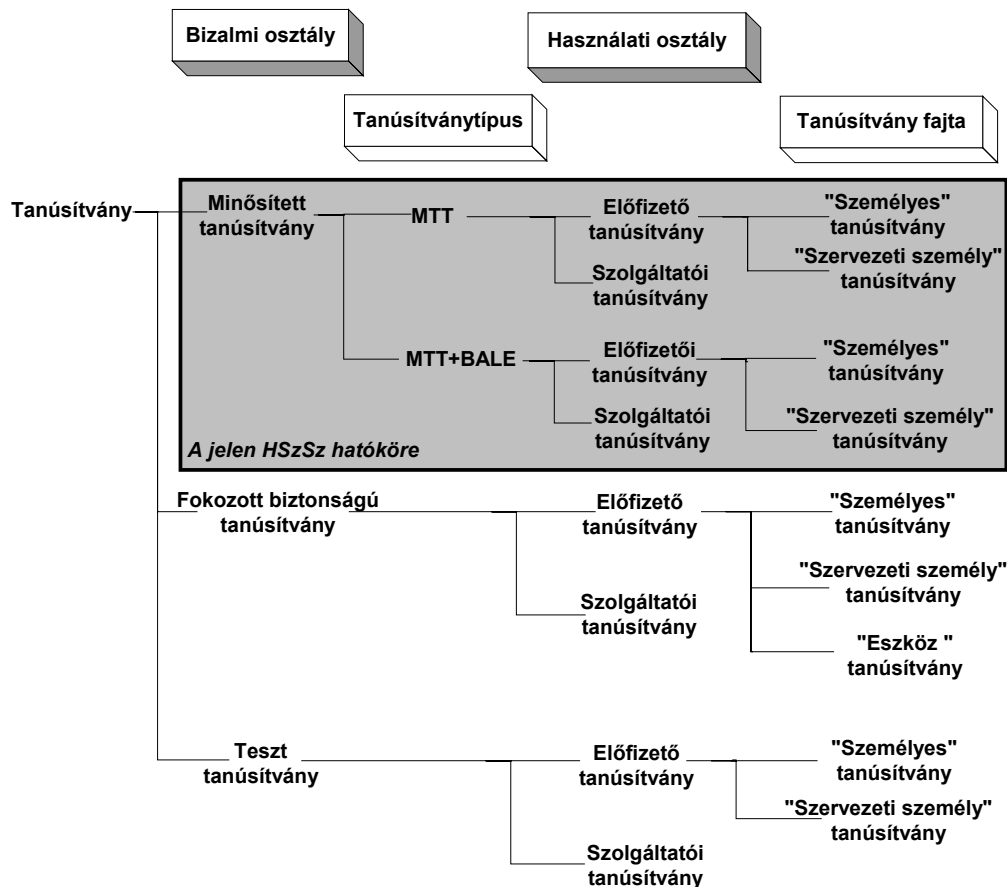 Bizalmi osztály
Használati osztály
Tanúsítványtípus
Tanúsítvány fajta
Tanúsítvány
Minősített
tanúsítvány
MTT
Előfizető
tanúsítvány
"Személyes"
tanúsítvány
"Szervezeti személy"
tanúsítvány
Szolgáltatói
tanúsítvány
MTT+BALE
Előfizetői
tanúsítvány
"Személyes"
tanúsítvány
Szolgáltatói
tanúsítvány
"Szervezeti személy"
tanúsítvány
A jelen HSzSz hatóköre
Fokozott biztonságú
tanúsítvány
Előfizető
tanúsítvány
"Személyes"
tanúsítvány
"Szervezeti személy"
tanúsítvány
Szolgáltatói
tanúsítvány
"Eszköz "
tanúsítvány
Teszt
tanúsítvány
Előfizető
tanúsítvány
"Személyes"
tanúsítvány
"Szervezeti személy"
tanúsítvány
Szolgáltatói
tanúsítvány